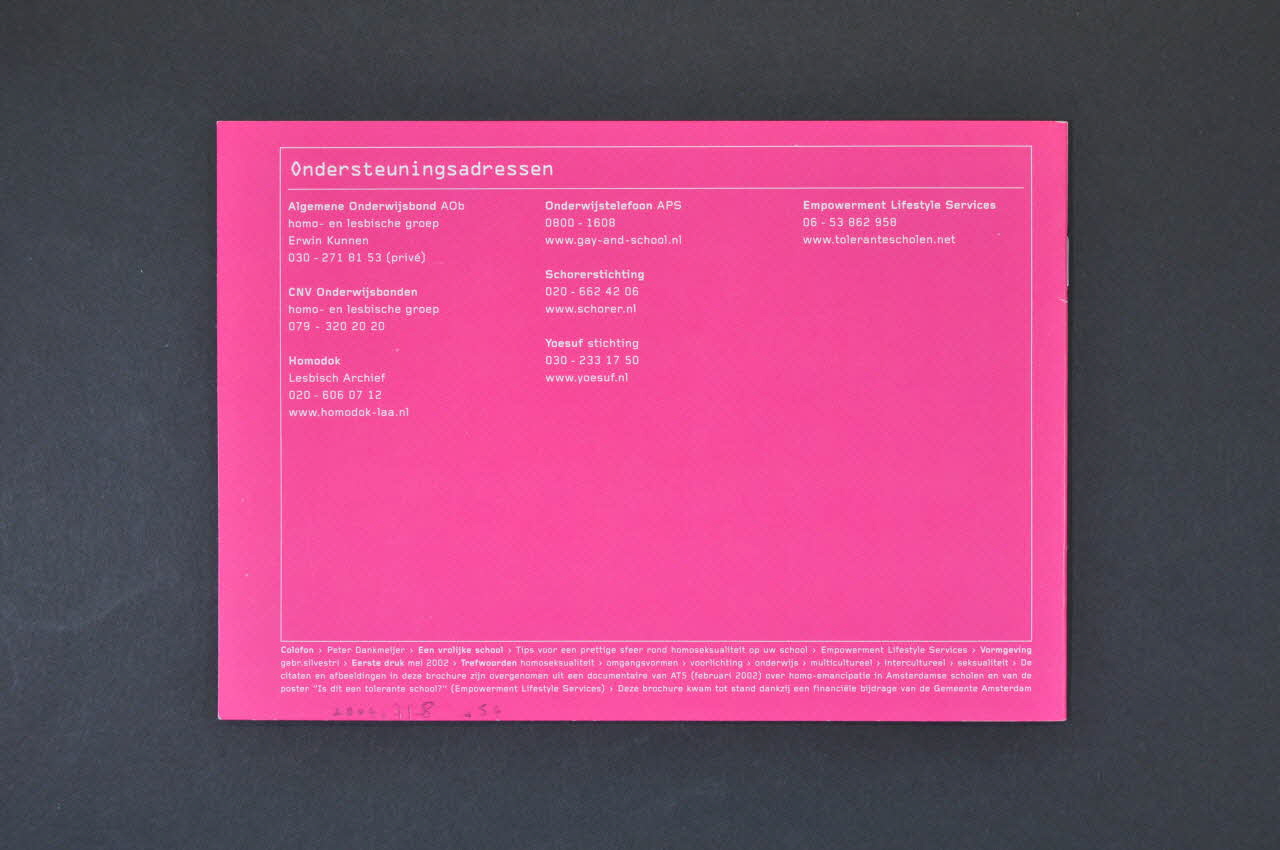 Ondersteuningsadressen
Algemene Onderwijsbond AOb
homo- en lesbische groep
Erwin Kunnen
030 - 271 81 53 (privé)
CNV Onderwijsbonden
homo- en lesbische groep
079 - 320 20 20
Homodok
Lesbisch Archief
020 - 606 07 12
www.homodok-laa.nl
Onderwijstelefoon APS
0800 - 1608
www.gay-and-school.nl
Schorerstichting
020 - 662 42 06
www.schorer.nl
Yoesuf stichting
030 - 233 17 50
www.yoesuf.nl
Empowerment Lifestyle Services
06 - 53 862 958
www.tolerantescholen.net
Colofon > Peter Dankmeijer > Een vrolijke school > Tips voor een prettige sfeer rond homoseksualiteit op uw school > Empowerment Lifestyle Services > Vormgeving
gebr.silvestri > Eerste druk mei 2002 > Trefwoorden homoseksualiteit > omgangsvormen > voorlichting > onderwijs > multicultureel > intercultureel > seksualiteit > De
citaten en afbeeldingen in deze brochure zijn overgenomen uit een documentaire van AT5 (februari 2002) over homo-emancipatie in Amsterdamse scholen en van de
poster "Is dit een tolerante school?" (Empowerment Lifestyle Services) > Deze brochure kwam tot stand dankzij een financiële bijdrage van de Gemeente Amsterdam